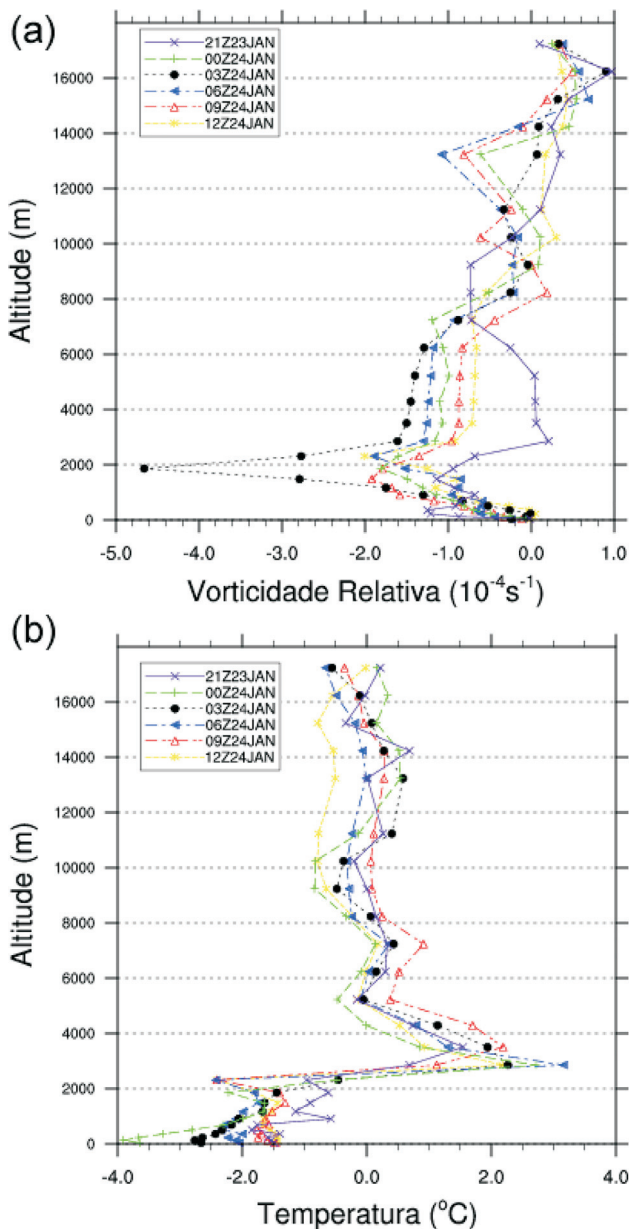 (a)
21Z23JAN
00Z24JAN
03Z24JAN
06Z24JAN
09Z24JAN
12Z24JAN
16000
14000
12000
10000
8000
6000
4000
2000
0
Altitude (m)
-5.0 -4.0 -3.0 -2.0 -1.0 0.0 1.0
Vorticidade Relativa (10⁻⁴s⁻¹)
(b)
21Z23JAN
00Z24JAN
03Z24JAN
06Z24JAN
09Z24JAN
12Z24JAN
16000
14000
12000
10000
8000
6000
4000
2000
0
Altitude (m)
-4.0 -2.0 0.0 2.0 4.0
Temperatura (°C)